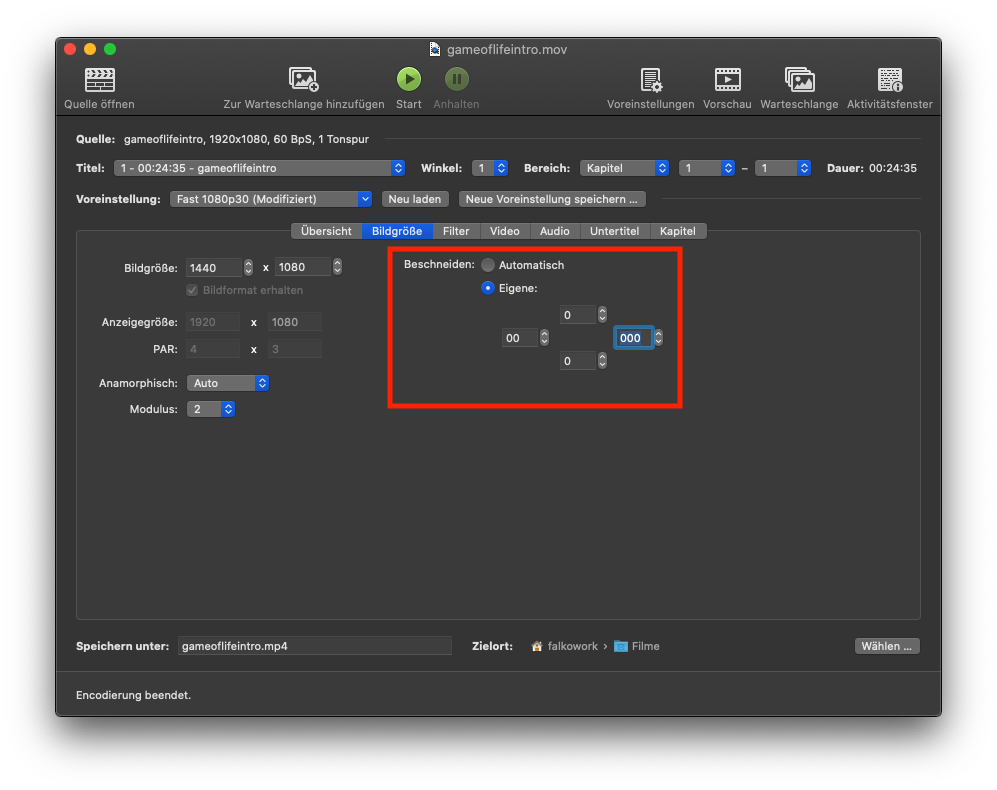 gameoflifeintro.mov
Quelle öffnen Zur Warteschlange hinzufügen Start Anhalten Voreinstellungen Vorschau Warteschlange Aktivitätsfenster
Quelle: gameoflifeintro, 1920x1080, 60 BpS, 1 Tonspur
Titel: 1 - 00:24:35 - gameoflifeintro Winkel: 1 Bereich: Kapitel 1 – 1 Dauer: 00:24:35
Voreinstellung: Fast 1080p30 (Modifiziert) Neu laden Neue Voreinstellung speichern ...
Übersicht Bildgröße Filter Video Audio Untertitel Kapitel
Bildgröße: 1440 x 1080 Beschneiden: Automatisch
Bildformat erhalten Eigene:
0
Anzeigegröße: 1920 x 1080
00 000
PAR: 4 x 3
0
Anamorphisch: Auto
Modulus: 2
Speichern unter: gameoflifeintro.mp4 Zielort: falkowork › Filme Wählen ...
Encodierung beendet.